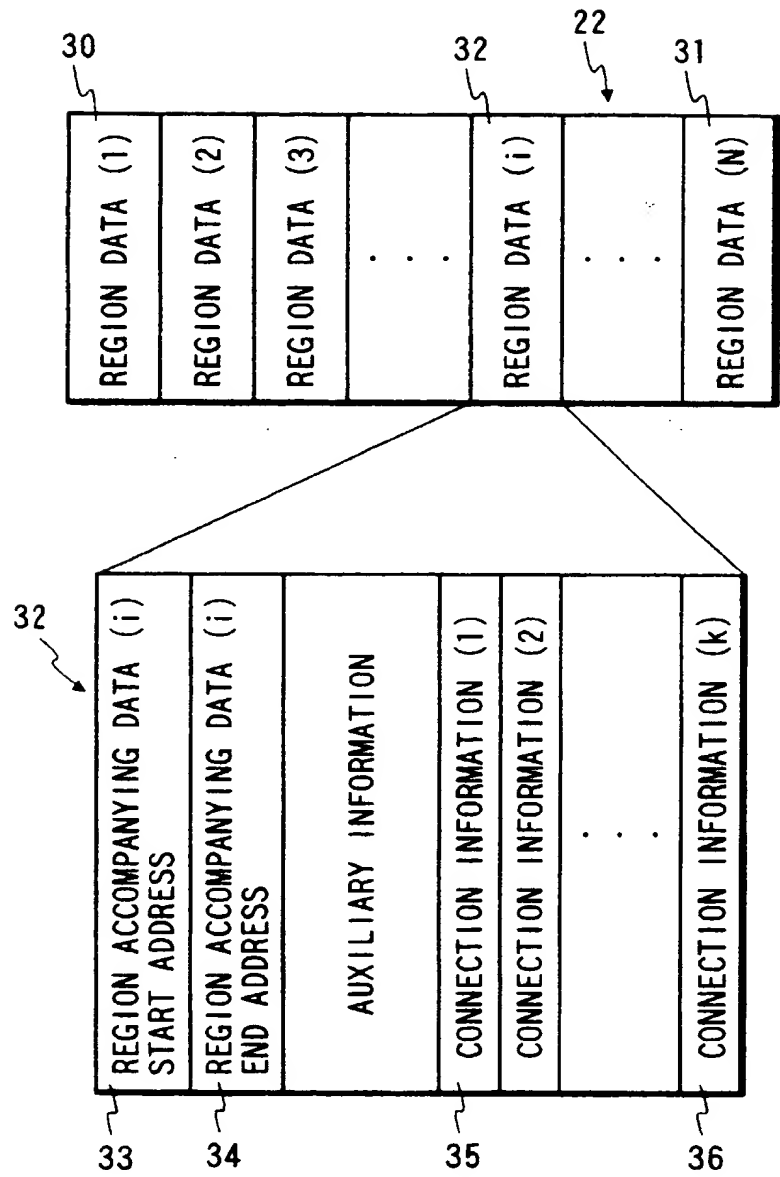 32
33
REGION ACCOMPANYING DATA (i)
START ADDRESS
34
REGION ACCOMPANYING DATA (i)
END ADDRESS
AUXILIARY INFORMATION
35
CONNECTION INFORMATION (1)
CONNECTION INFORMATION (2)
. . .
36
CONNECTION INFORMATION (k)
30
REGION DATA (1)
REGION DATA (2)
REGION DATA (3)
. . .
32
REGION DATA (i)
22
. . .
31
REGION DATA (N)